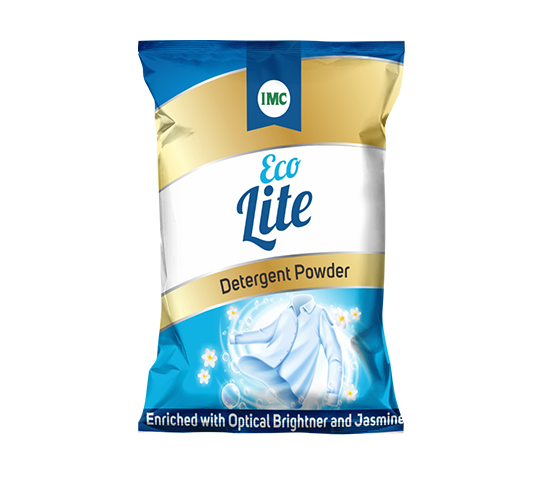 IMC
Eco
Lite
Detergent Powder
Enriched with Optical Brightner and Jasmine